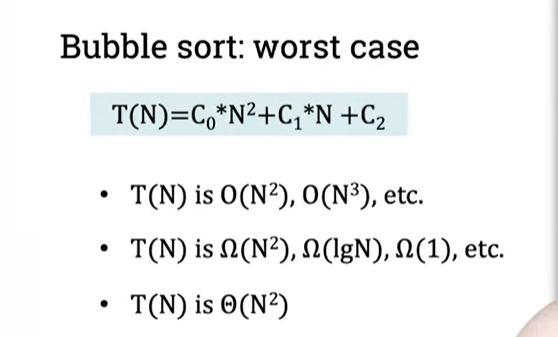 Bubble sort: worst case
T(N)=C₀*N²+C₁*N +C₂
• T(N) is O(N²), O(N³), etc.
• T(N) is Ω(N²), Ω(lgN), Ω(1), etc.
• T(N) is Θ(N²)